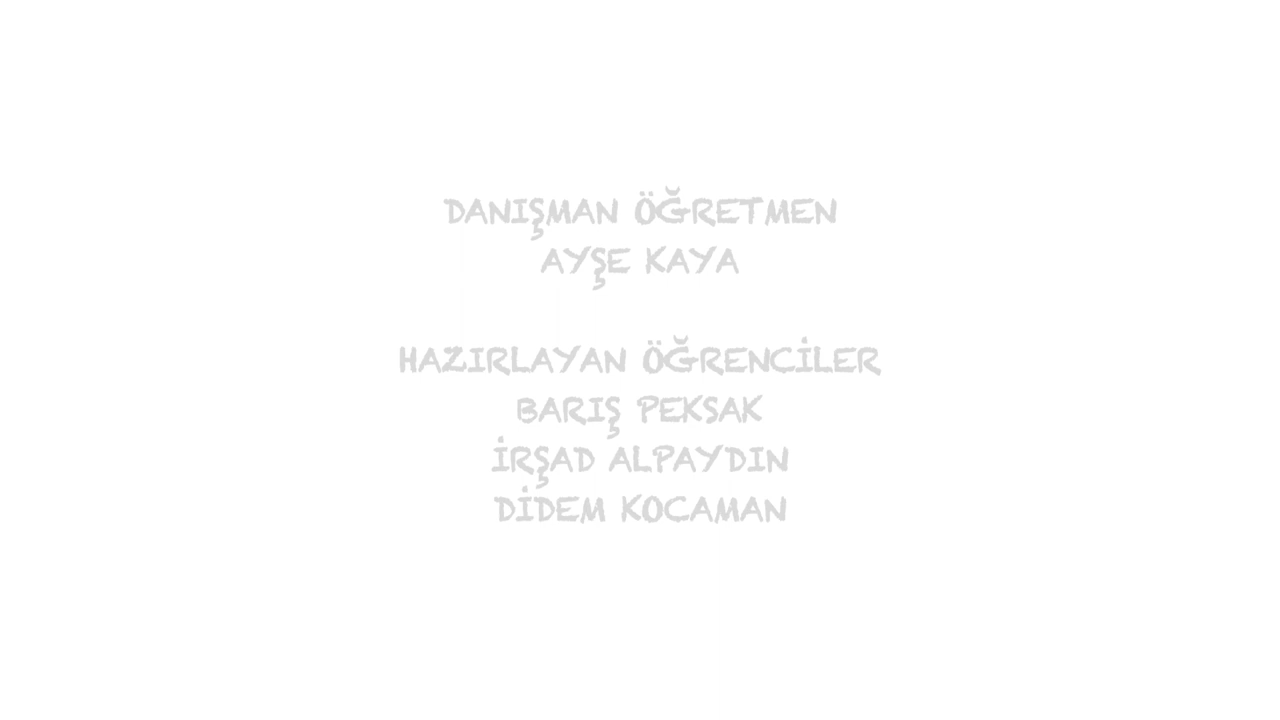 DANIŞMAN ÖĞRETMEN
AYŞE KAYA
HAZIRLAYAN ÖĞRENCİLER
BARIŞ PEKSAK
İRŞAD ALPAYDIN
DİDEM KOCAMAN